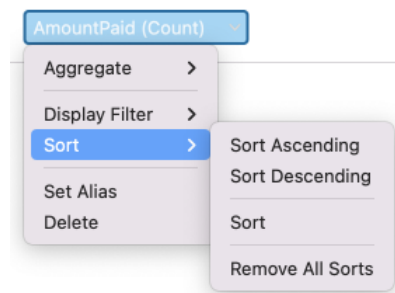 AmountPaid (Count)
Aggregate
Display Filter
Sort
Set Alias
Delete
Sort Ascending
Sort Descending
Sort
Remove All Sorts